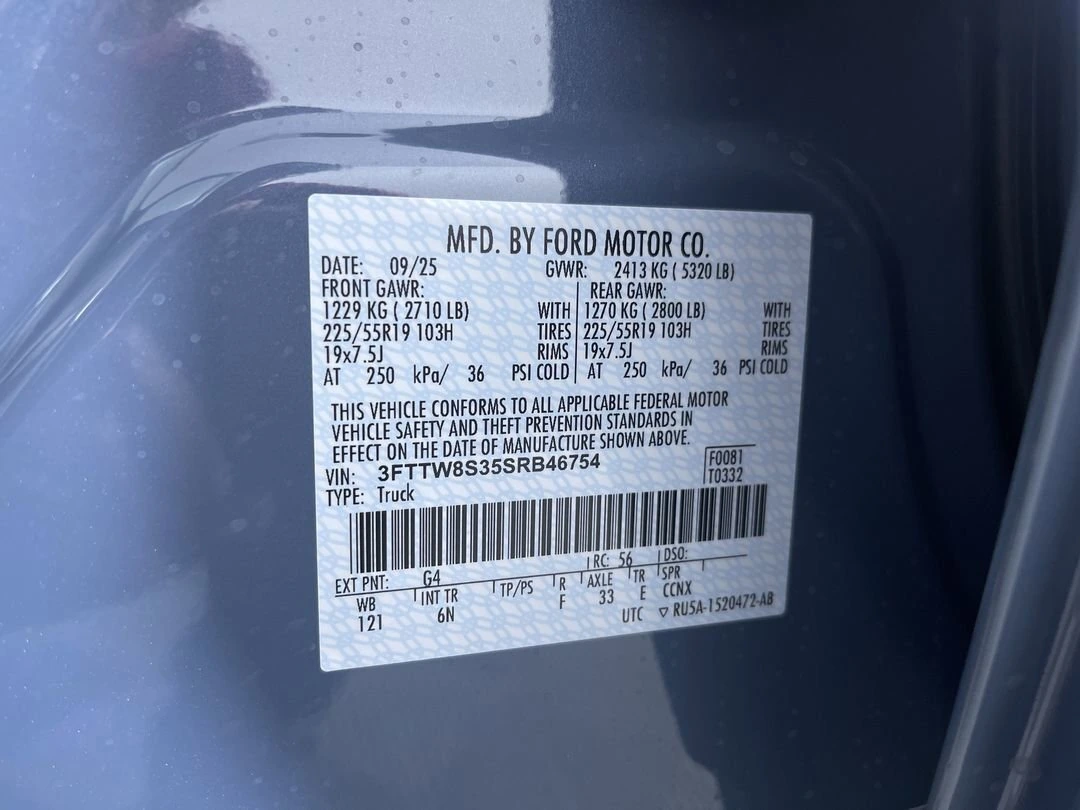 MFD. BY FORD MOTOR CO.
DATE: 09/25 GVWR: 2413 KG ( 5320 LB)
FRONT GAWR: REAR GAWR:
1229 KG ( 2710 LB) WITH 1270 KG ( 2800 LB) WITH
225/55R19 103H TIRES 225/55R19 103H TIRES
19x7.5J RIMS 19x7.5J RIMS
AT 250 kPa/ 36 PSI COLD AT 250 kPa/ 36 PSI COLD
THIS VEHICLE CONFORMS TO ALL APPLICABLE FEDERAL MOTOR
VEHICLE SAFETY AND THEFT PREVENTION STANDARDS IN
EFFECT ON THE DATE OF MANUFACTURE SHOWN ABOVE.
VIN: 3FTTW8S35SRB46754 F0081
TYPE: Truck T0332
EXT PNT: G4 RC: 56 DSO:
WB INT TR TP/PS R AXLE TR SPR
121 6N F 33 E CCNX
UTC ▽ RU5A-1520472-AB